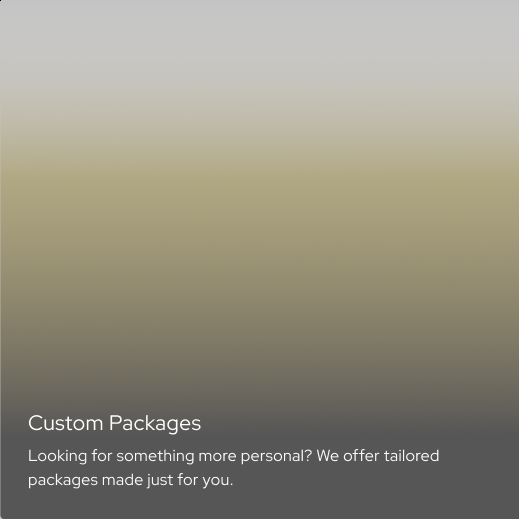 Custom Packages
Looking for something more personal? We offer tailored
packages made just for you.